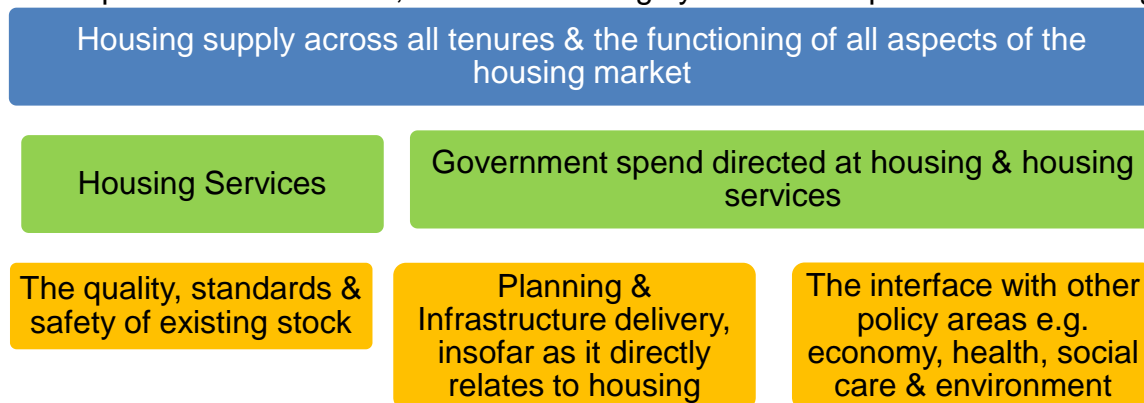 Housing supply across all tenures & the functioning of all aspects of the
housing market
Housing Services
Government spend directed at housing & housing
services
The quality, standards &
safety of existing stock
Planning &
Infrastructure delivery,
insofar as it directly
relates to housing
The interface with other
policy areas e.g.
economy, health, social
care & environment